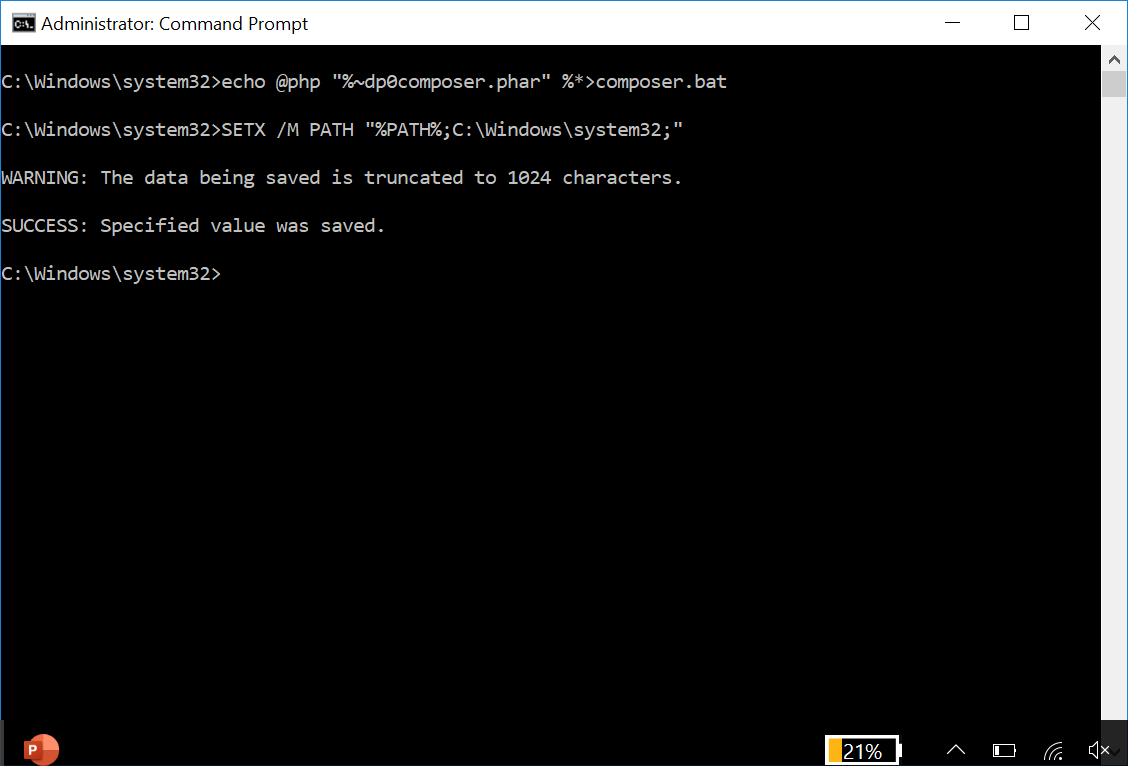 Administrator: Command Prompt
C:\Windows\system32>echo @php "%~dp0composer.phar" %*>composer.bat
C:\Windows\system32>SETX /M PATH "%PATH%;C:\Windows\system32;"
WARNING: The data being saved is truncated to 1024 characters.
SUCCESS: Specified value was saved.
C:\Windows\system32>
P
21%